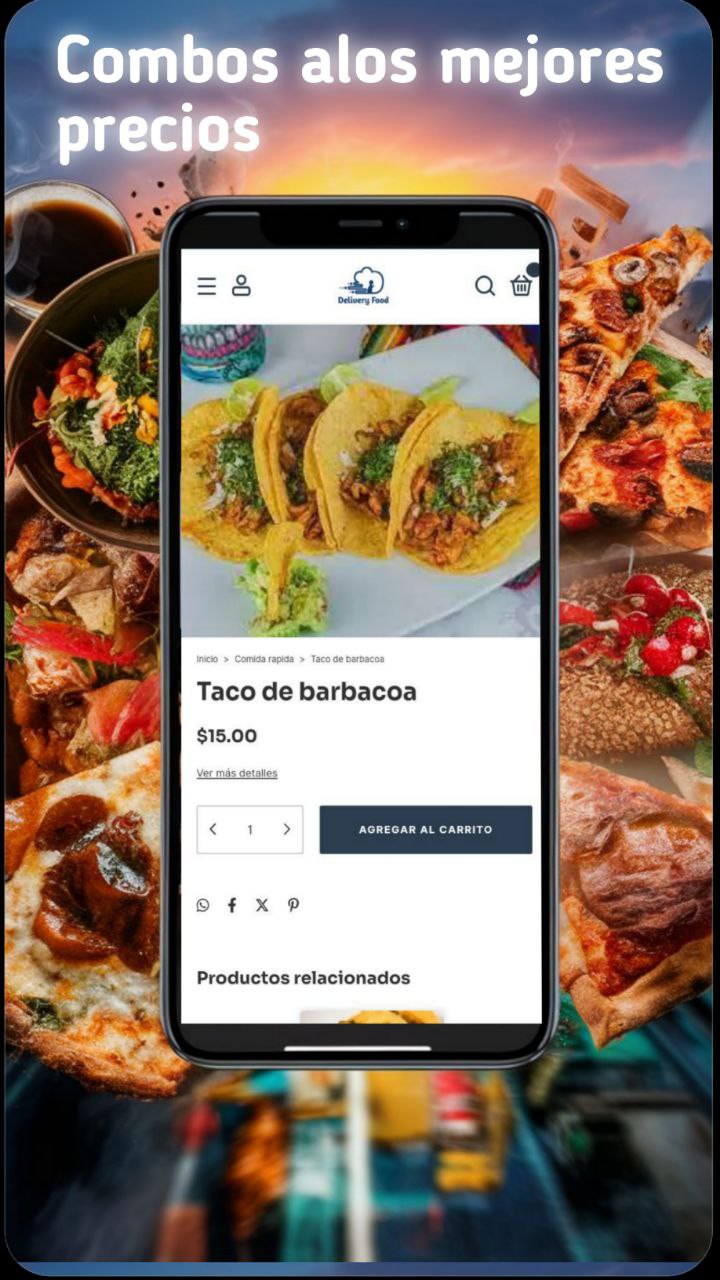 Combos alos mejores
precios
Delivery Food
Inicio > Comida rapida > Taco de barbacoa
Taco de barbacoa
$15.00
Ver más detalles
1
AGREGAR AL CARRITO
Productos relacionados